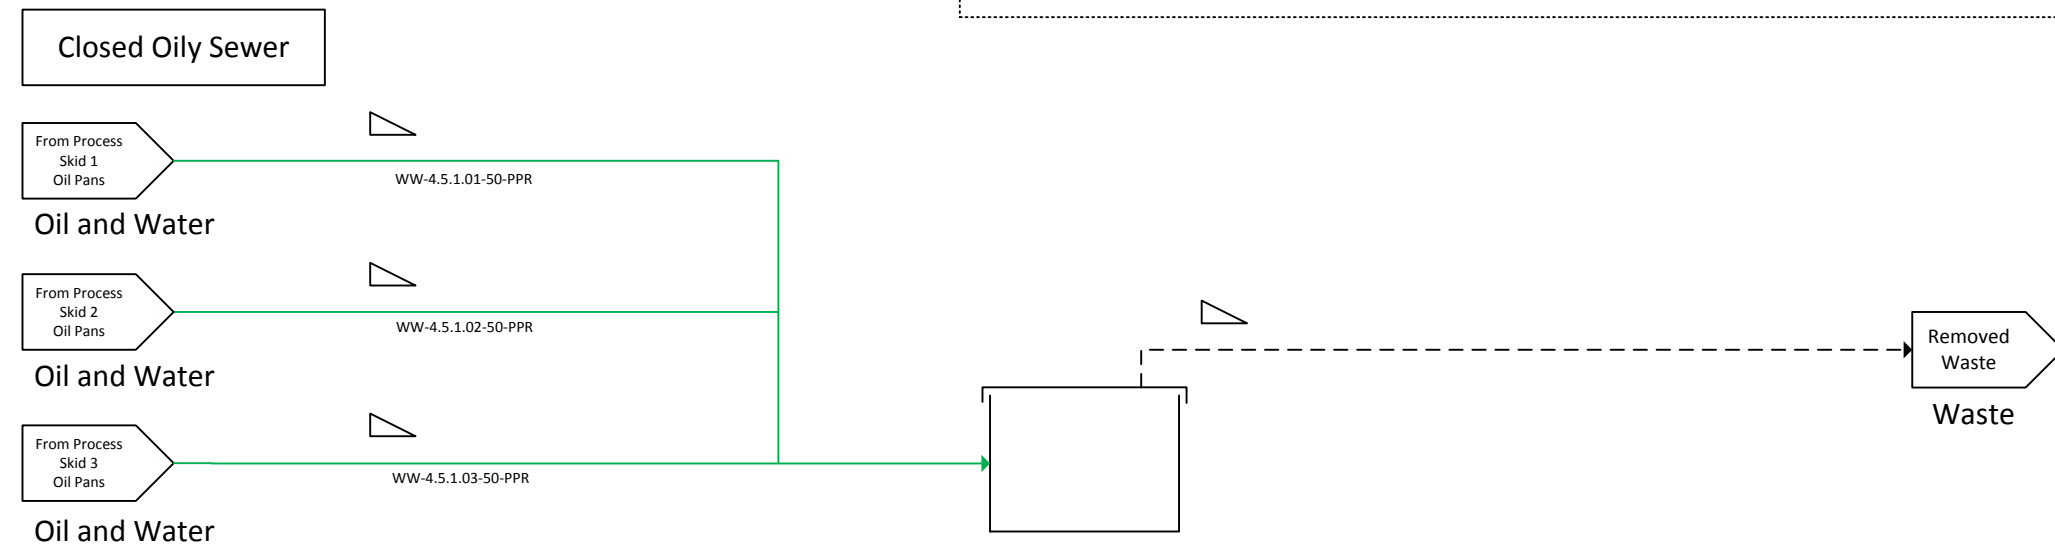 Closed Oily Sewer
From Process
Skid 1
Oil Pans
WW-4.5.1.01-50-PPR
Oil and Water
From Process
Skid 2
Oil Pans
WW-4.5.1.02-50-PPR
Oil and Water
From Process
Skid 3
Oil Pans
WW-4.5.1.03-50-PPR
Oil and Water
Removed
Waste
Waste